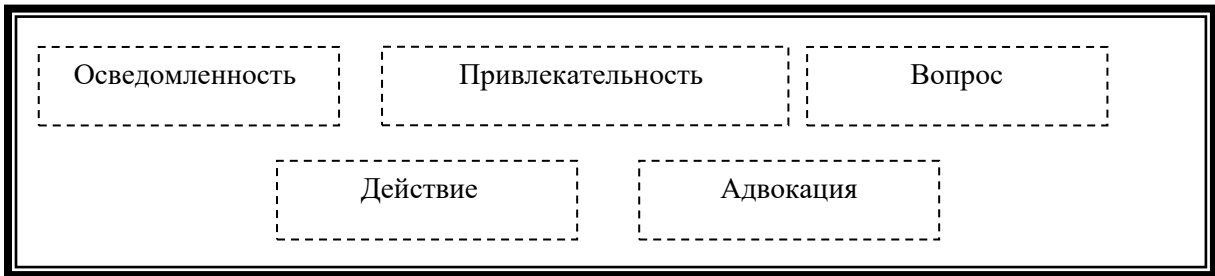 Осведомленность Привлекательность Вопрос
Действие Адвокация